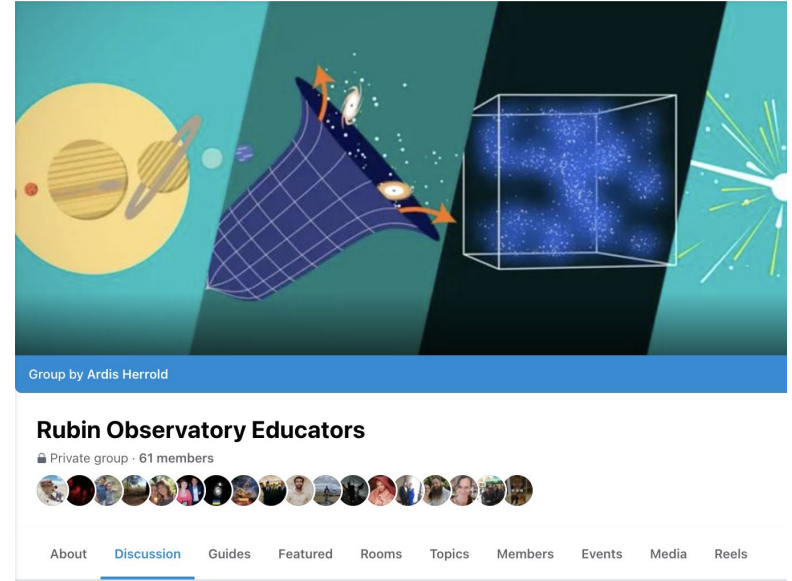 Group by Ardis Herrold
Rubin Observatory Educators
Private group · 61 members
About Discussion Guides Featured Rooms Topics Members Events Media Reels